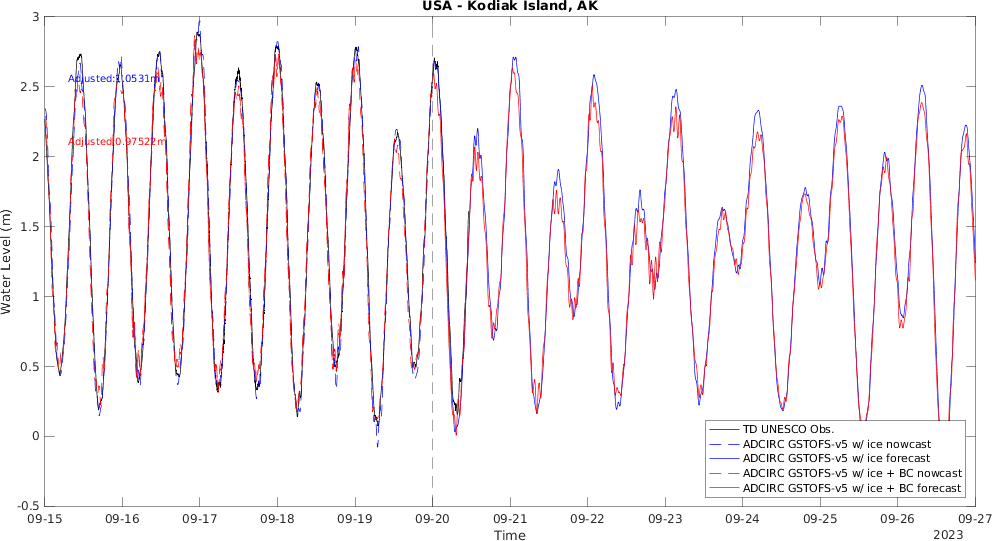 USA - Kodiak Island, AK
3
2.5
2
1.5
1
0.5
0
-0.5
Water Level (m)
Adjusted:1.0531m
Adjusted:0.97522m
TD UNESCO Obs.
ADCIRC GSTOFS-v5 w/ ice nowcast
ADCIRC GSTOFS-v5 w/ ice forecast
ADCIRC GSTOFS-v5 w/ ice + BC nowcast
ADCIRC GSTOFS-v5 w/ ice + BC forecast
09-15 09-16 09-17 09-18 09-19 09-20 09-21 09-22 09-23 09-24 09-25 09-26 09-27
Time
2023